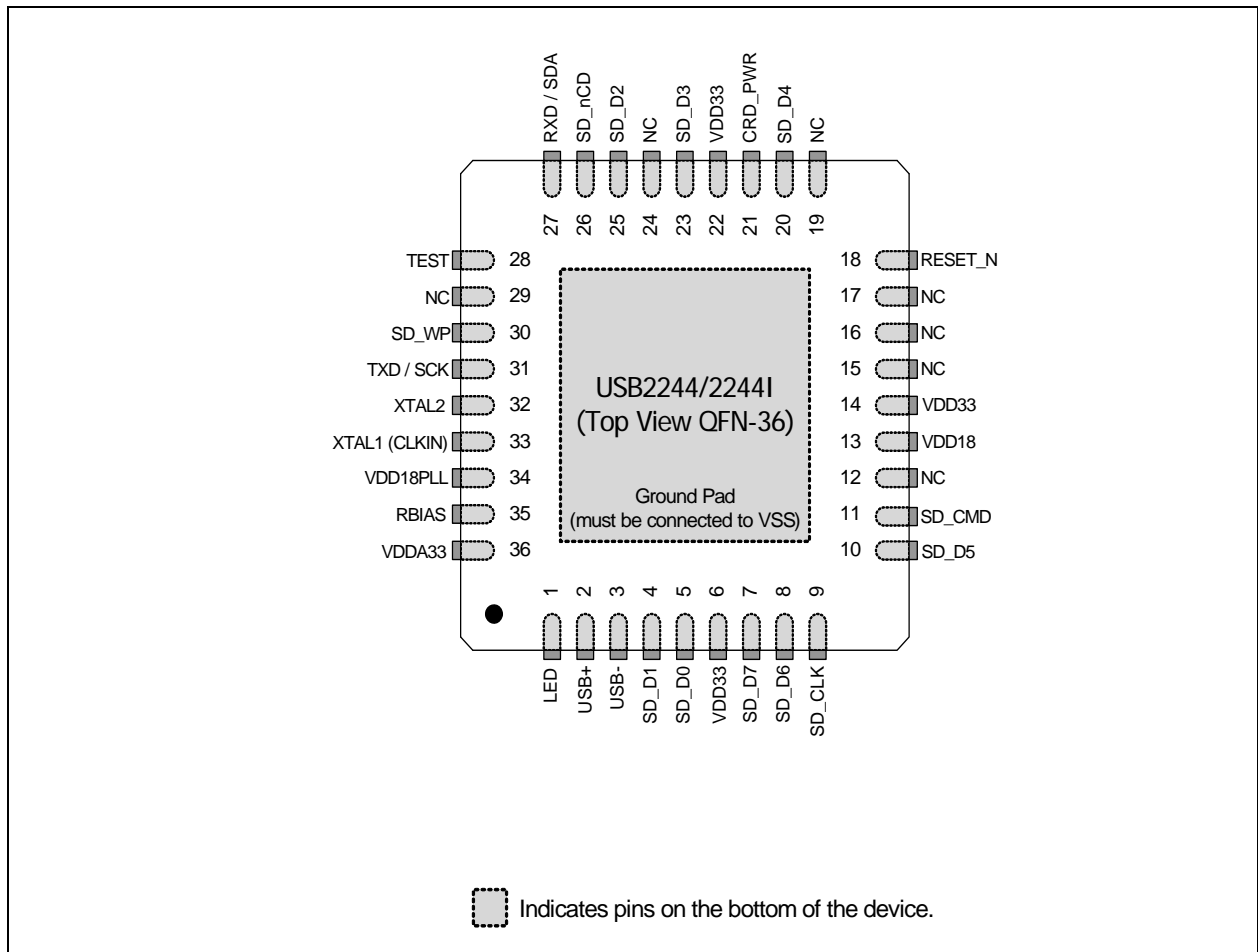 RXD / SDA
SD_nCD
SD_D2
NC
SD_D3
VDD33
CRD_PWR
SD_D4
NC
27
26
25
24
23
22
21
20
19
TEST 28
NC 29
SD_WP 30
TXD / SCK 31
XTAL2 32
XTAL1 (CLKIN) 33
VDD18PLL 34
RBIAS 35
VDDA33 36
USB2244/2244I
(Top View QFN-36)
Ground Pad
(must be connected to VSS)
18 RESET_N
17 NC
16 NC
15 NC
14 VDD33
13 VDD18
12 NC
11 SD_CMD
10 SD_D5
1
2
3
4
5
6
7
8
9
LED
USB+
USB-
SD_D1
SD_D0
VDD33
SD_D7
SD_D6
SD_CLK
Indicates pins on the bottom of the device.